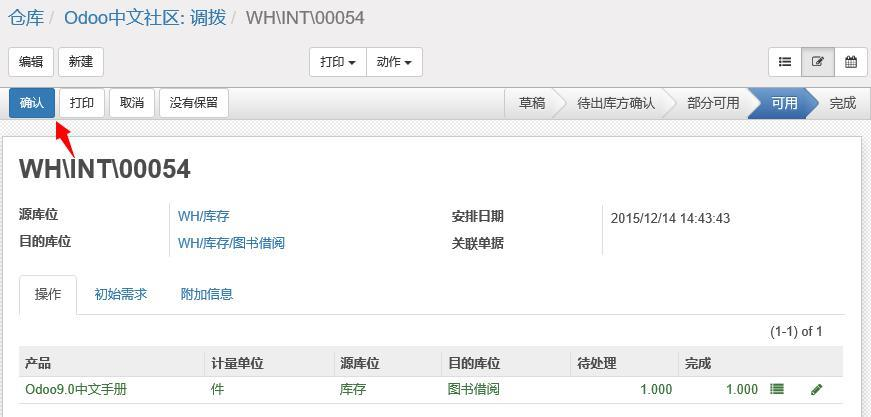 仓库 / Odoo中文社区: 调拨 / WH\INT\00054
编辑 新建 打印 动作
确认 打印 取消 没有保留 草稿 待出库方确认 部分可用 可用 完成
WH\INT\00054
源库位 WH/库存 安排日期 2015/12/14 14:43:43
目的库位 WH/库存/图书借阅 关联单据
操作 初始需求 附加信息
(1-1) of 1
产品 计量单位 源库位 目的库位 待处理 完成
Odoo9.0中文手册 件 库存 图书借阅 1.000 1.000